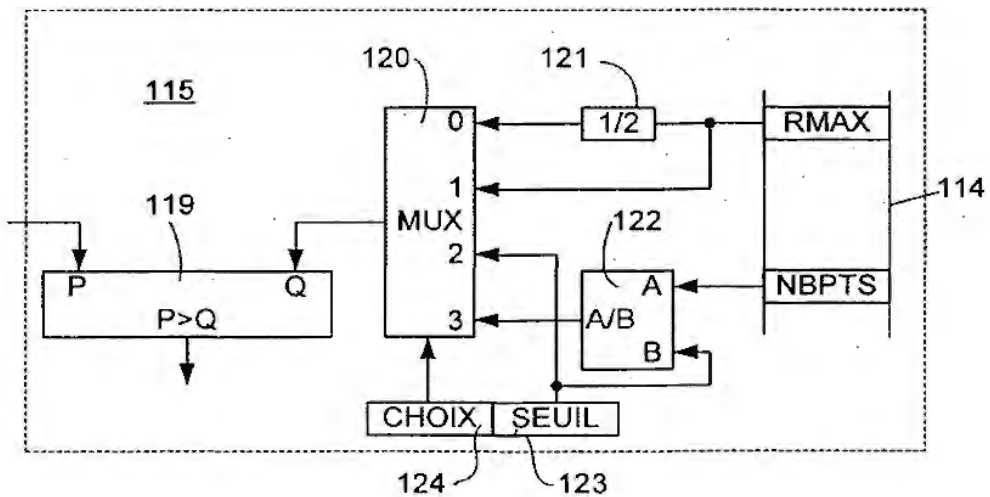 120
121
115
0
1/2
RMAX
1
114
119
MUX
122
P
Q
2
A
NBPTS
P>Q
3
A/B
B
CHOIX
SEUIL
124
123